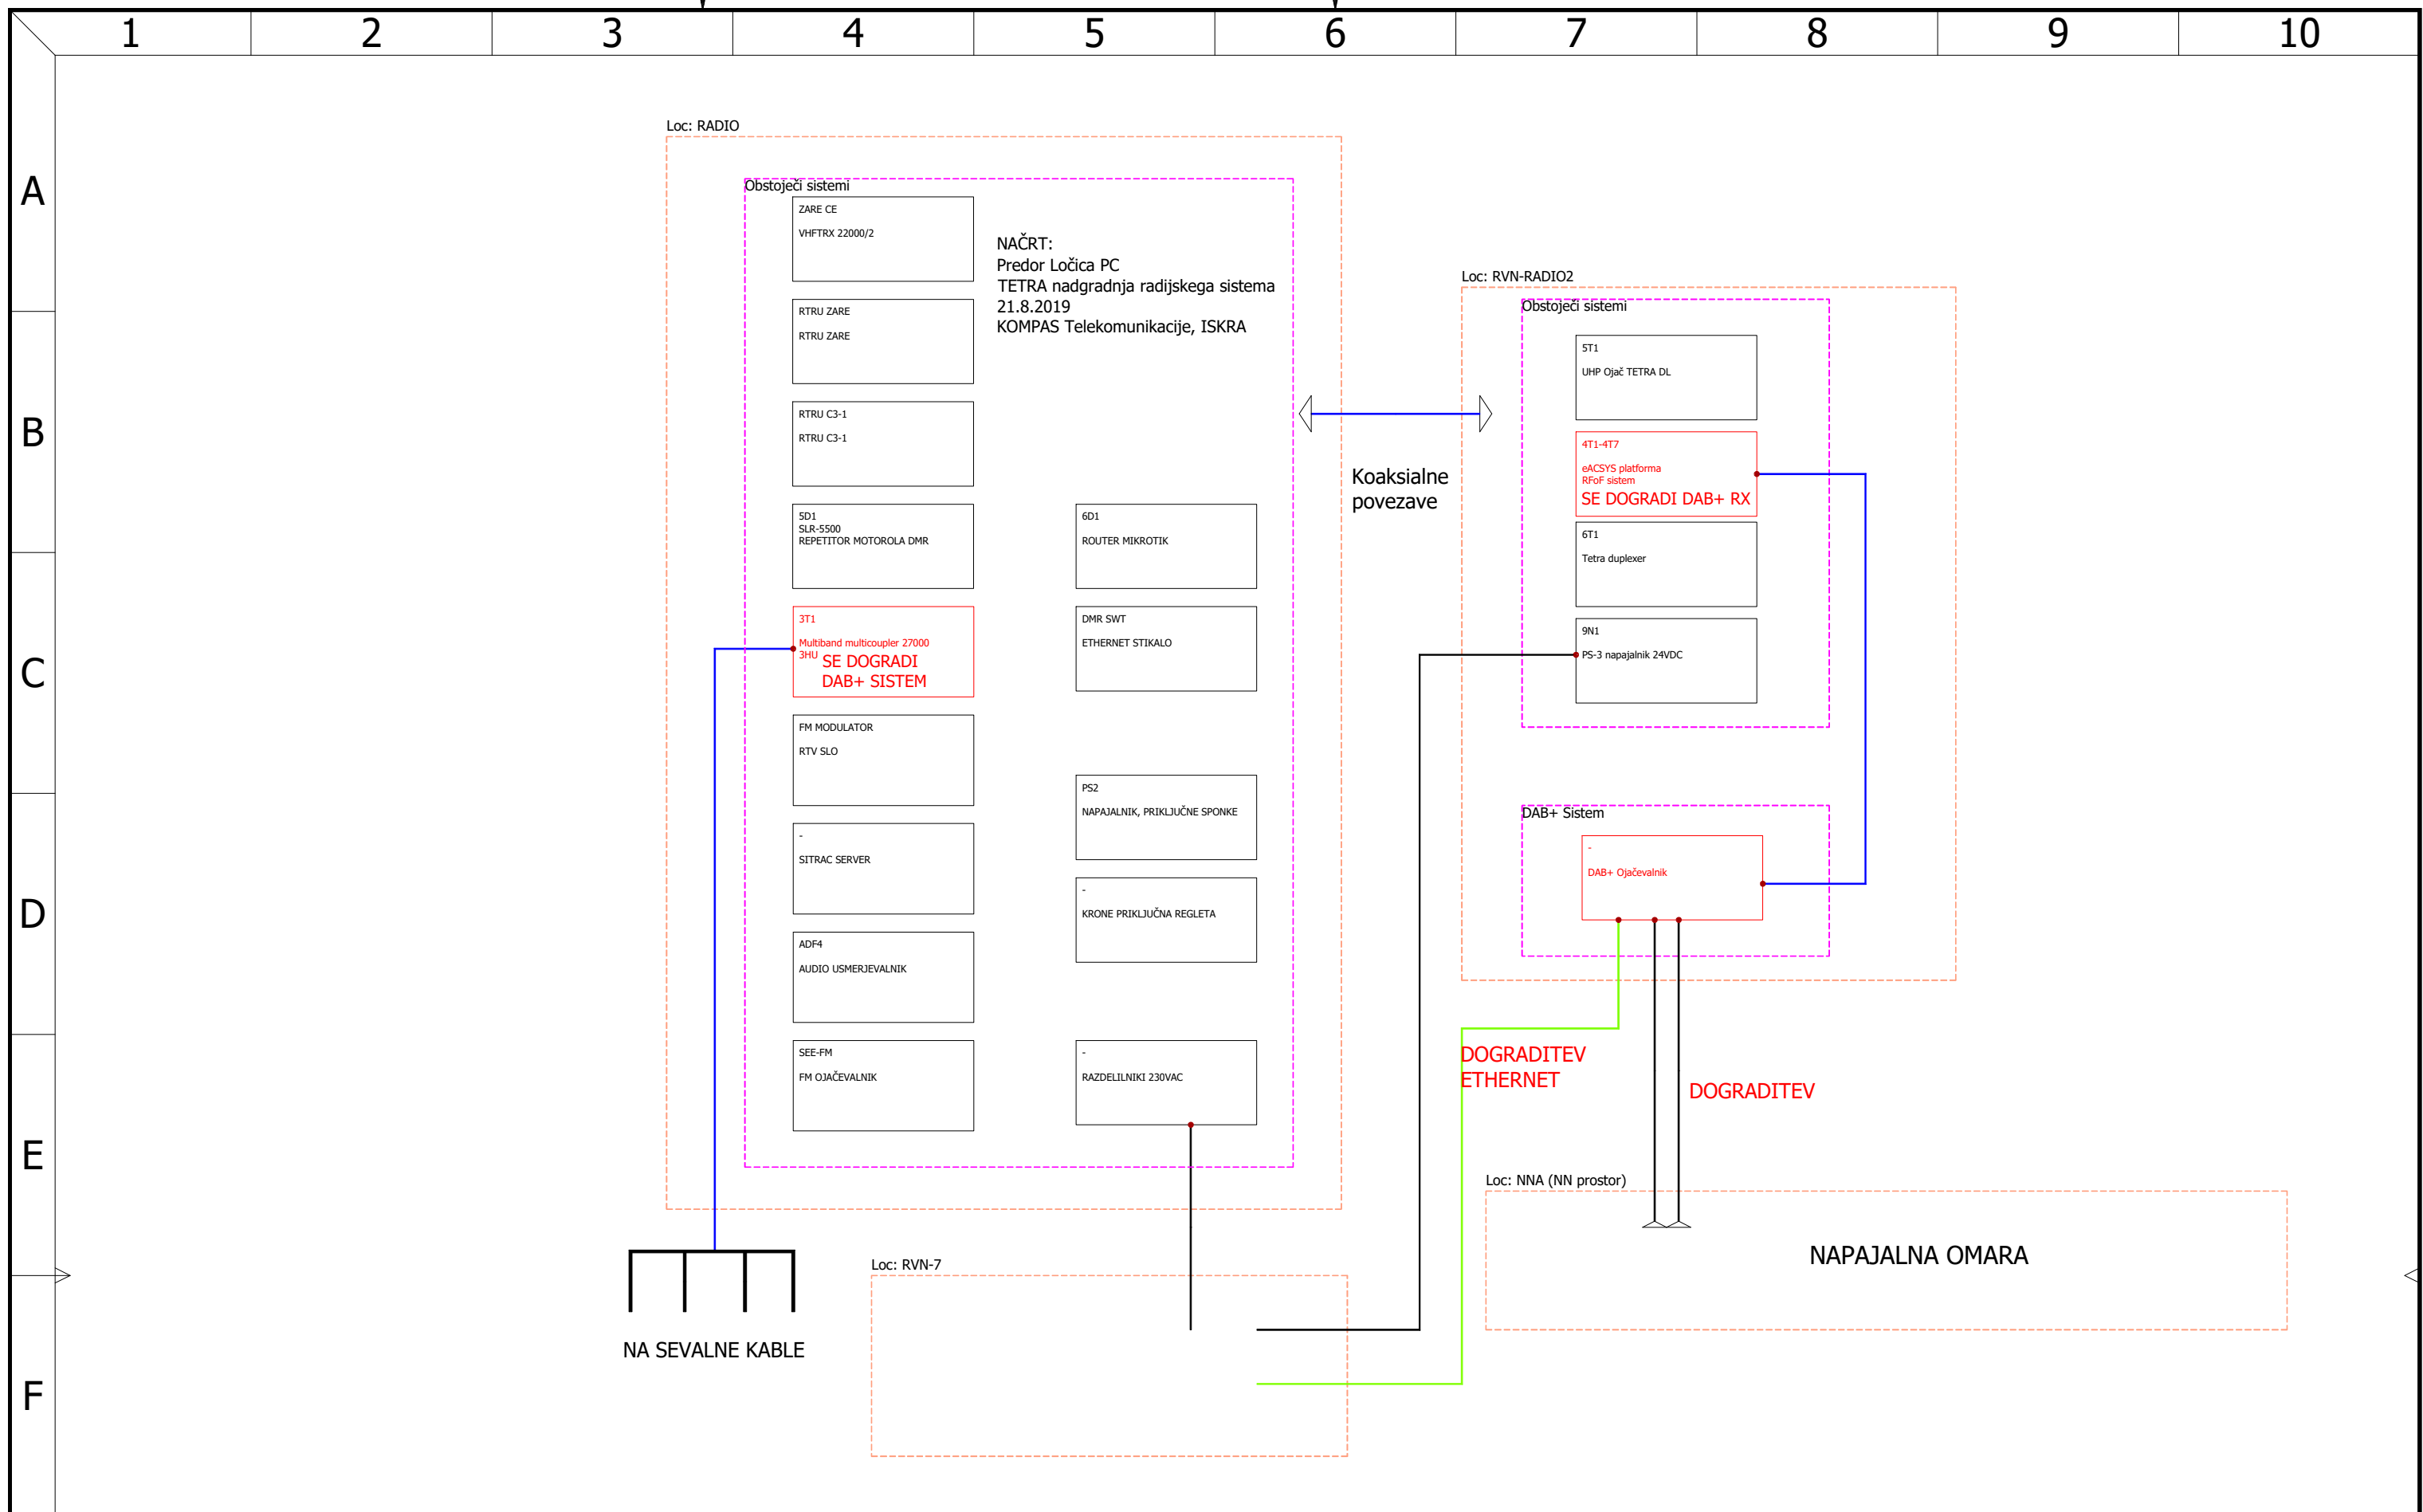 1 2 3 4 5 6 7 8 9 10
A
B
C
D
E
F
Loc: RADIO
Obstoječi sistemi
ZARE CE
VHFTRX 22000/2
RTRU ZARE
RTRU ZARE
RTRU C3-1
RTRU C3-1
5D1
SLR-5500
REPETITOR MOTOROLA DMR
3T1
Multiband multicoupler 27000
3HU
SE DOGRADI
DAB+ SISTEM
FM MODULATOR
RTV SLO
-
SITRAC SERVER
ADF4
AUDIO USMERJEVALNIK
SEE-FM
FM OJAČEVALNIK
NAČRT:
Predor Ločica PC
TETRA nadgradnja radijskega sistema
21.8.2019
KOMPAS Telekomunikacije, ISKRA
6D1
ROUTER MIKROTIK
DMR SWT
ETHERNET STIKALO
PS2
NAPAJALNIK, PRIKLJUČNE SPONKE
-
KRONE PRIKLJUČNA REGLETA
-
RAZDELILNIKI 230VAC
Koaksialne
povezave
Loc: RVN-RADIO2
Obstoječi sistemi
5T1
UHP Ojač TETRA DL
4T1-4T7
eACSYS platforma
RFoF sistem
SE DOGRADI DAB+ RX
6T1
Tetra duplexer
9N1
PS-3 napajalnik 24VDC
DAB+ Sistem
-
DAB+ Ojačevalnik
DOGRADITEV
ETHERNET
DOGRADITEV
Loc: NNA (NN prostor)
NAPAJALNA OMARA
Loc: RVN-7
NA SEVALNE KABLE